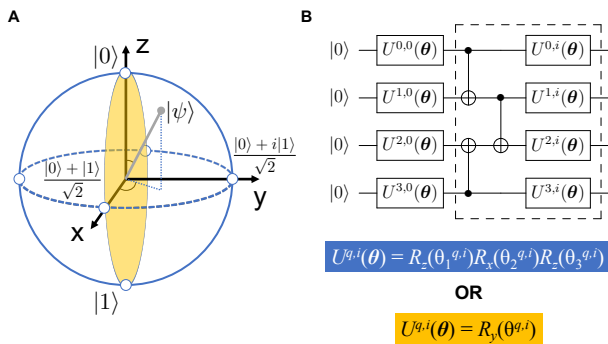 A
z
|0⟩
|ψ⟩
|0⟩ + i|1⟩
√2
|0⟩ + |1⟩
√2
y
x
|1⟩
B
|0⟩ U^{0,0}(θ) U^{0,i}(θ)
|0⟩ U^{1,0}(θ) U^{1,i}(θ)
|0⟩ U^{2,0}(θ) U^{2,i}(θ)
|0⟩ U^{3,0}(θ) U^{3,i}(θ)
U^{q,i}(θ) = R_z(θ_1^{q,i})R_x(θ_2^{q,i})R_z(θ_3^{q,i})
OR
U^{q,i}(θ) = R_y(θ^{q,i})